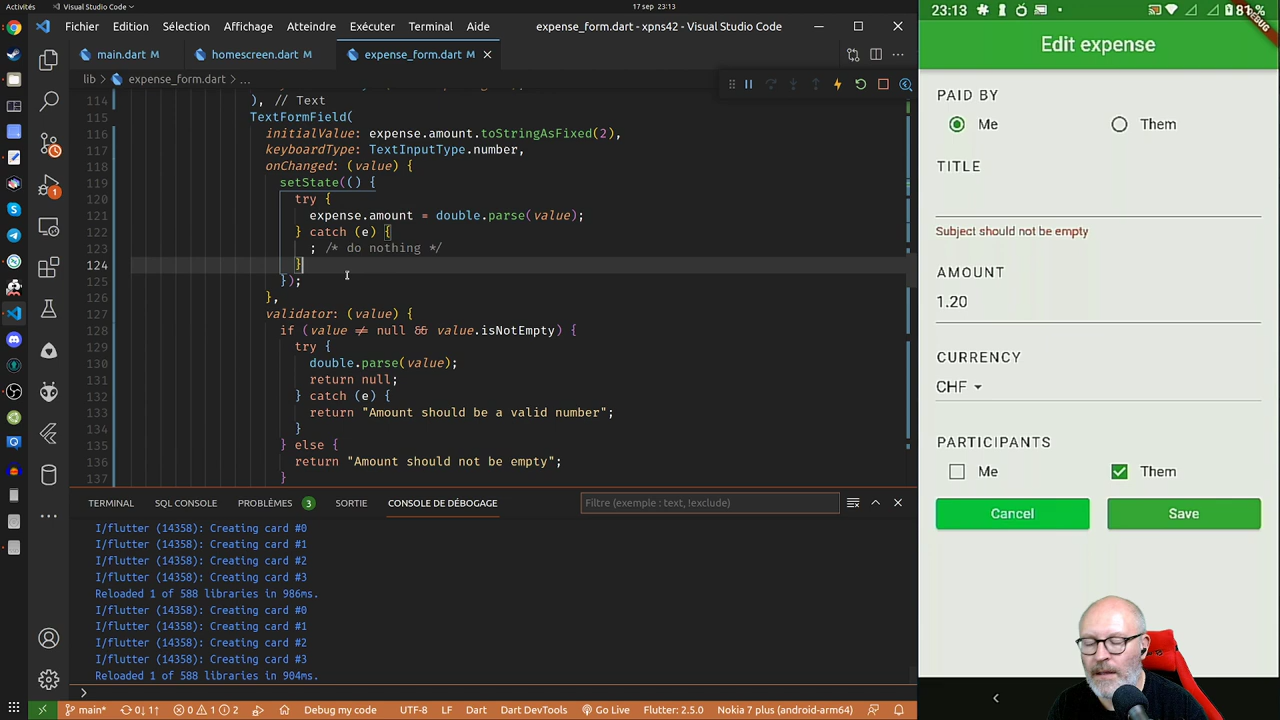 Activités
Visual Studio Code
17 sep 23:13
Fichier Edition Sélection Affichage Atteindre Exécuter Terminal Aide
expense_form.dart - xpns42 - Visual Studio Code
main.dart M
homescreen.dart M
expense_form.dart M
lib > expense_form.dart > ...
114 ), // Text
115 TextFormField(
116 initialValue: expense.amount.toStringAsFixed(2),
117 keyboardType: TextInputType.number,
118 onChanged: (value) {
119 setState(() {
120 try {
121 expense.amount = double.parse(value);
122 } catch (e) {
123 ; /* do nothing */
124 }
125 });
126 },
127 validator: (value) {
128 if (value ≠ null && value.isNotEmpty) {
129 try {
130 double.parse(value);
131 return null;
132 } catch (e) {
133 return "Amount should be a valid number";
134 }
135 } else {
136 return "Amount should not be empty";
137 }
TERMINAL SQL CONSOLE PROBLÈMES 3 SORTIE CONSOLE DE DÉBOGAGE
Filtre (exemple : text, !exclude)
I/flutter (14358): Creating card #0
I/flutter (14358): Creating card #1
I/flutter (14358): Creating card #2
I/flutter (14358): Creating card #3
Reloaded 1 of 588 libraries in 986ms.
I/flutter (14358): Creating card #0
I/flutter (14358): Creating card #1
I/flutter (14358): Creating card #2
I/flutter (14358): Creating card #3
Reloaded 1 of 588 libraries in 904ms.
main* 0↓ 1↑ 0 1 2 Debug my code UTF-8 LF Dart Dart DevTools Go Live Flutter: 2.5.0 Nokia 7 plus (android-arm64)
1
23:13
DEBUG
Edit expense
PAID BY
Me Them
TITLE
Subject should not be empty
AMOUNT
1.20
CURRENCY
CHF
PARTICIPANTS
Me Them
Cancel Save